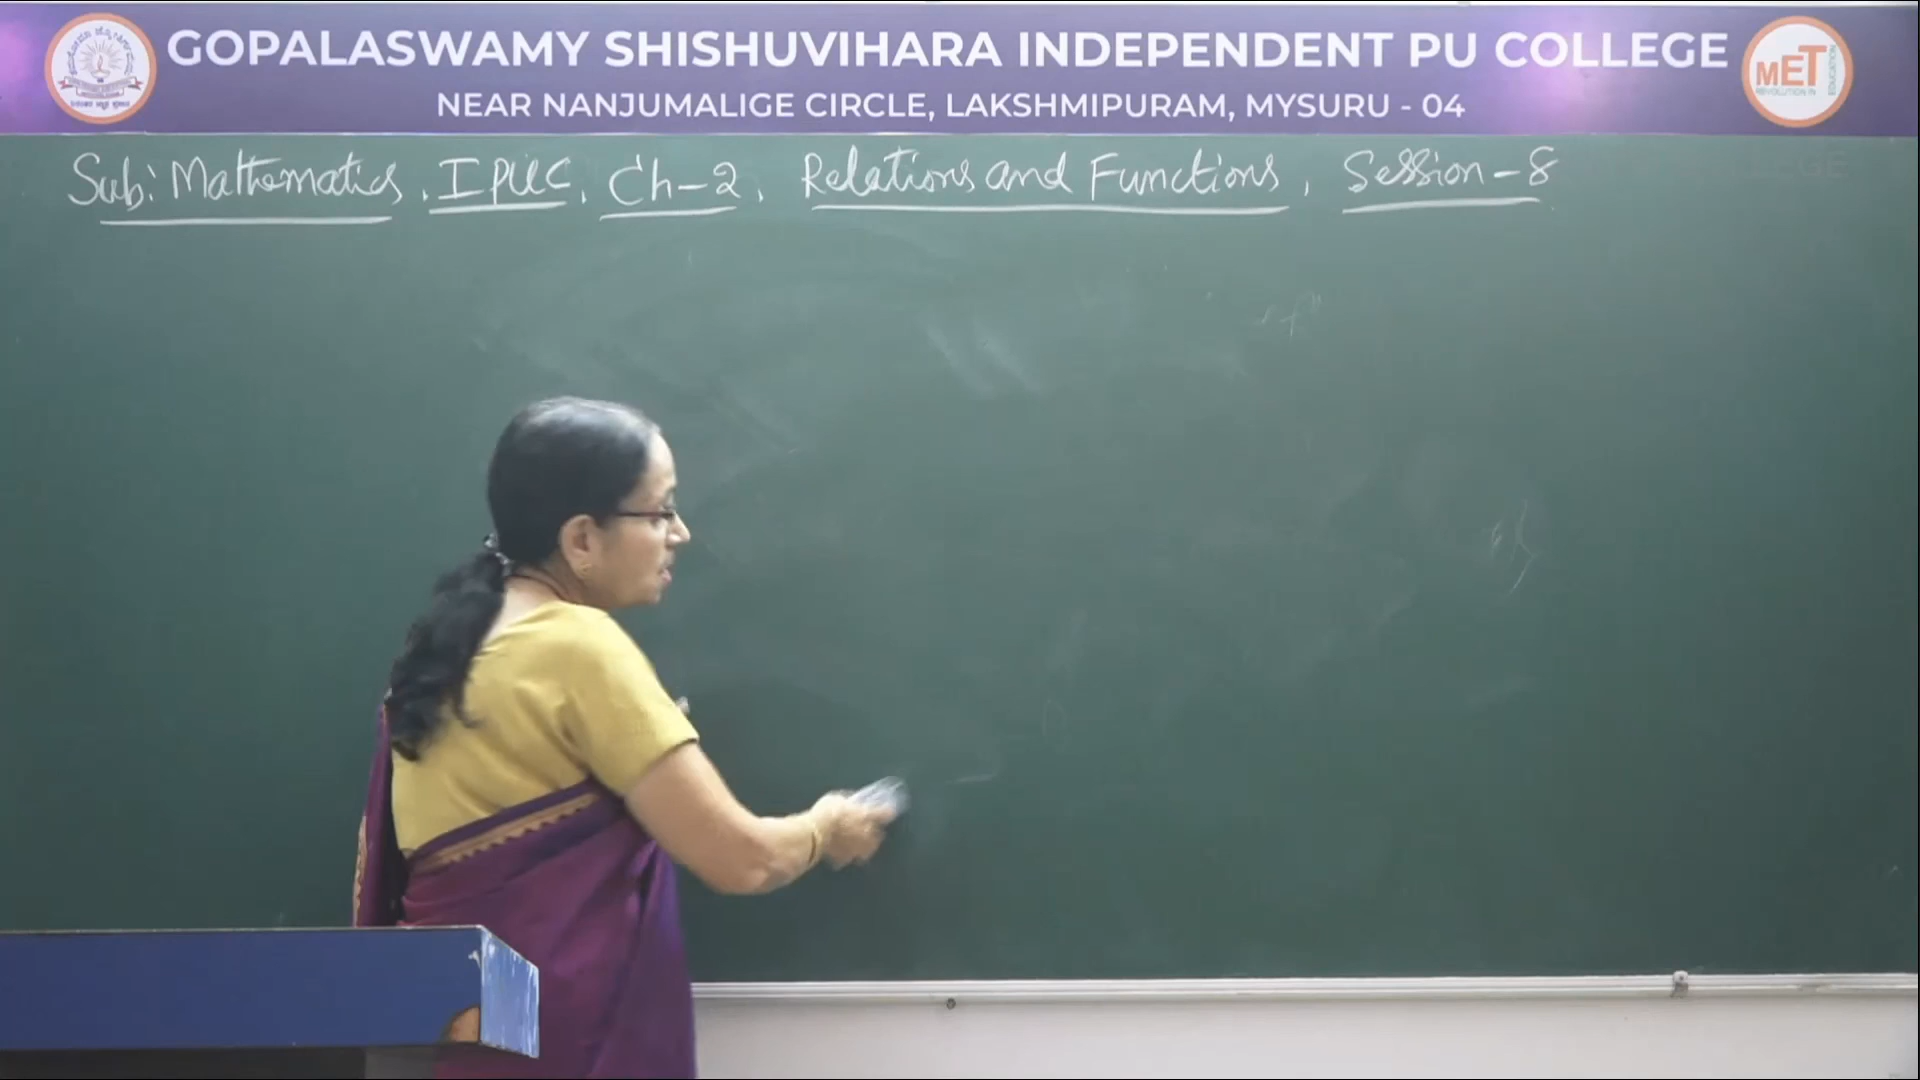 GOPALASWAMY SHISHUVIHARA INDEPENDENT PU COLLEGE
NEAR NANJUMALIGE CIRCLE, LAKSHMIPURAM, MYSURU - 04
MET
Sub: Mathematics, I PUC, Ch-2, Relations and Functions, Session-8